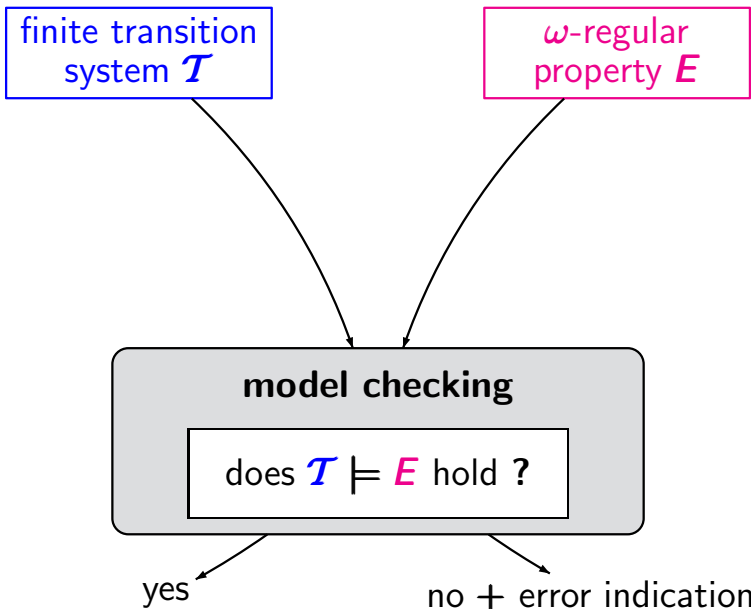 finite transition
system 𝓣
ω-regular
property E
model checking
does 𝓣 ⊨ E hold ?
yes
no + error indication